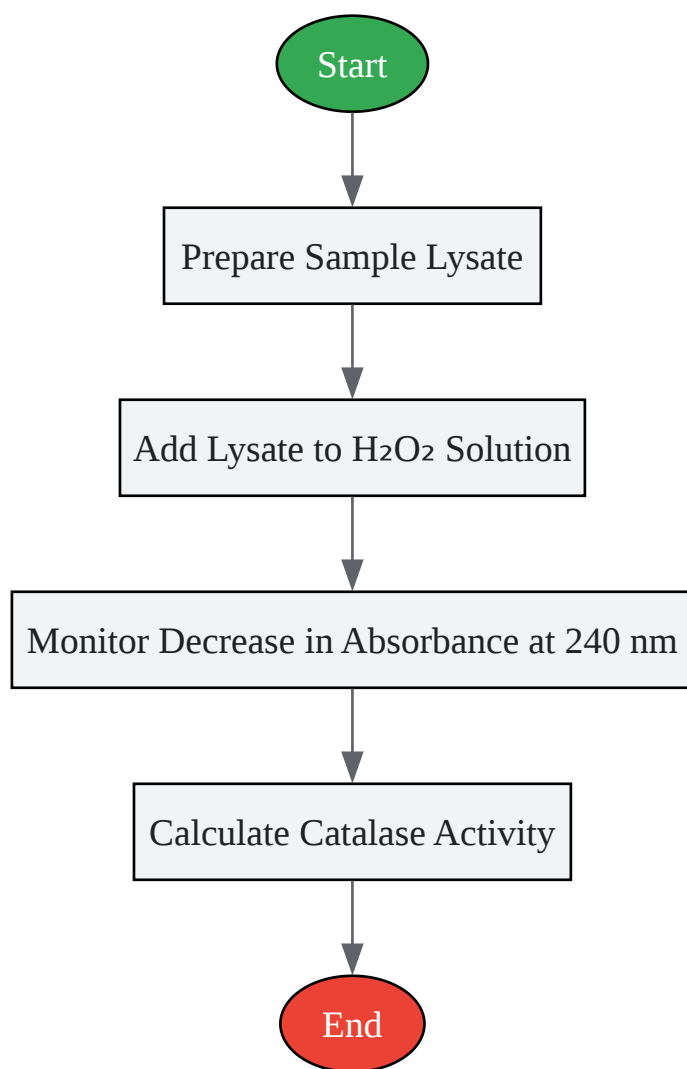 Start
Prepare Sample Lysate
Add Lysate to H₂O₂ Solution
Monitor Decrease in Absorbance at 240 nm
Calculate Catalase Activity
End